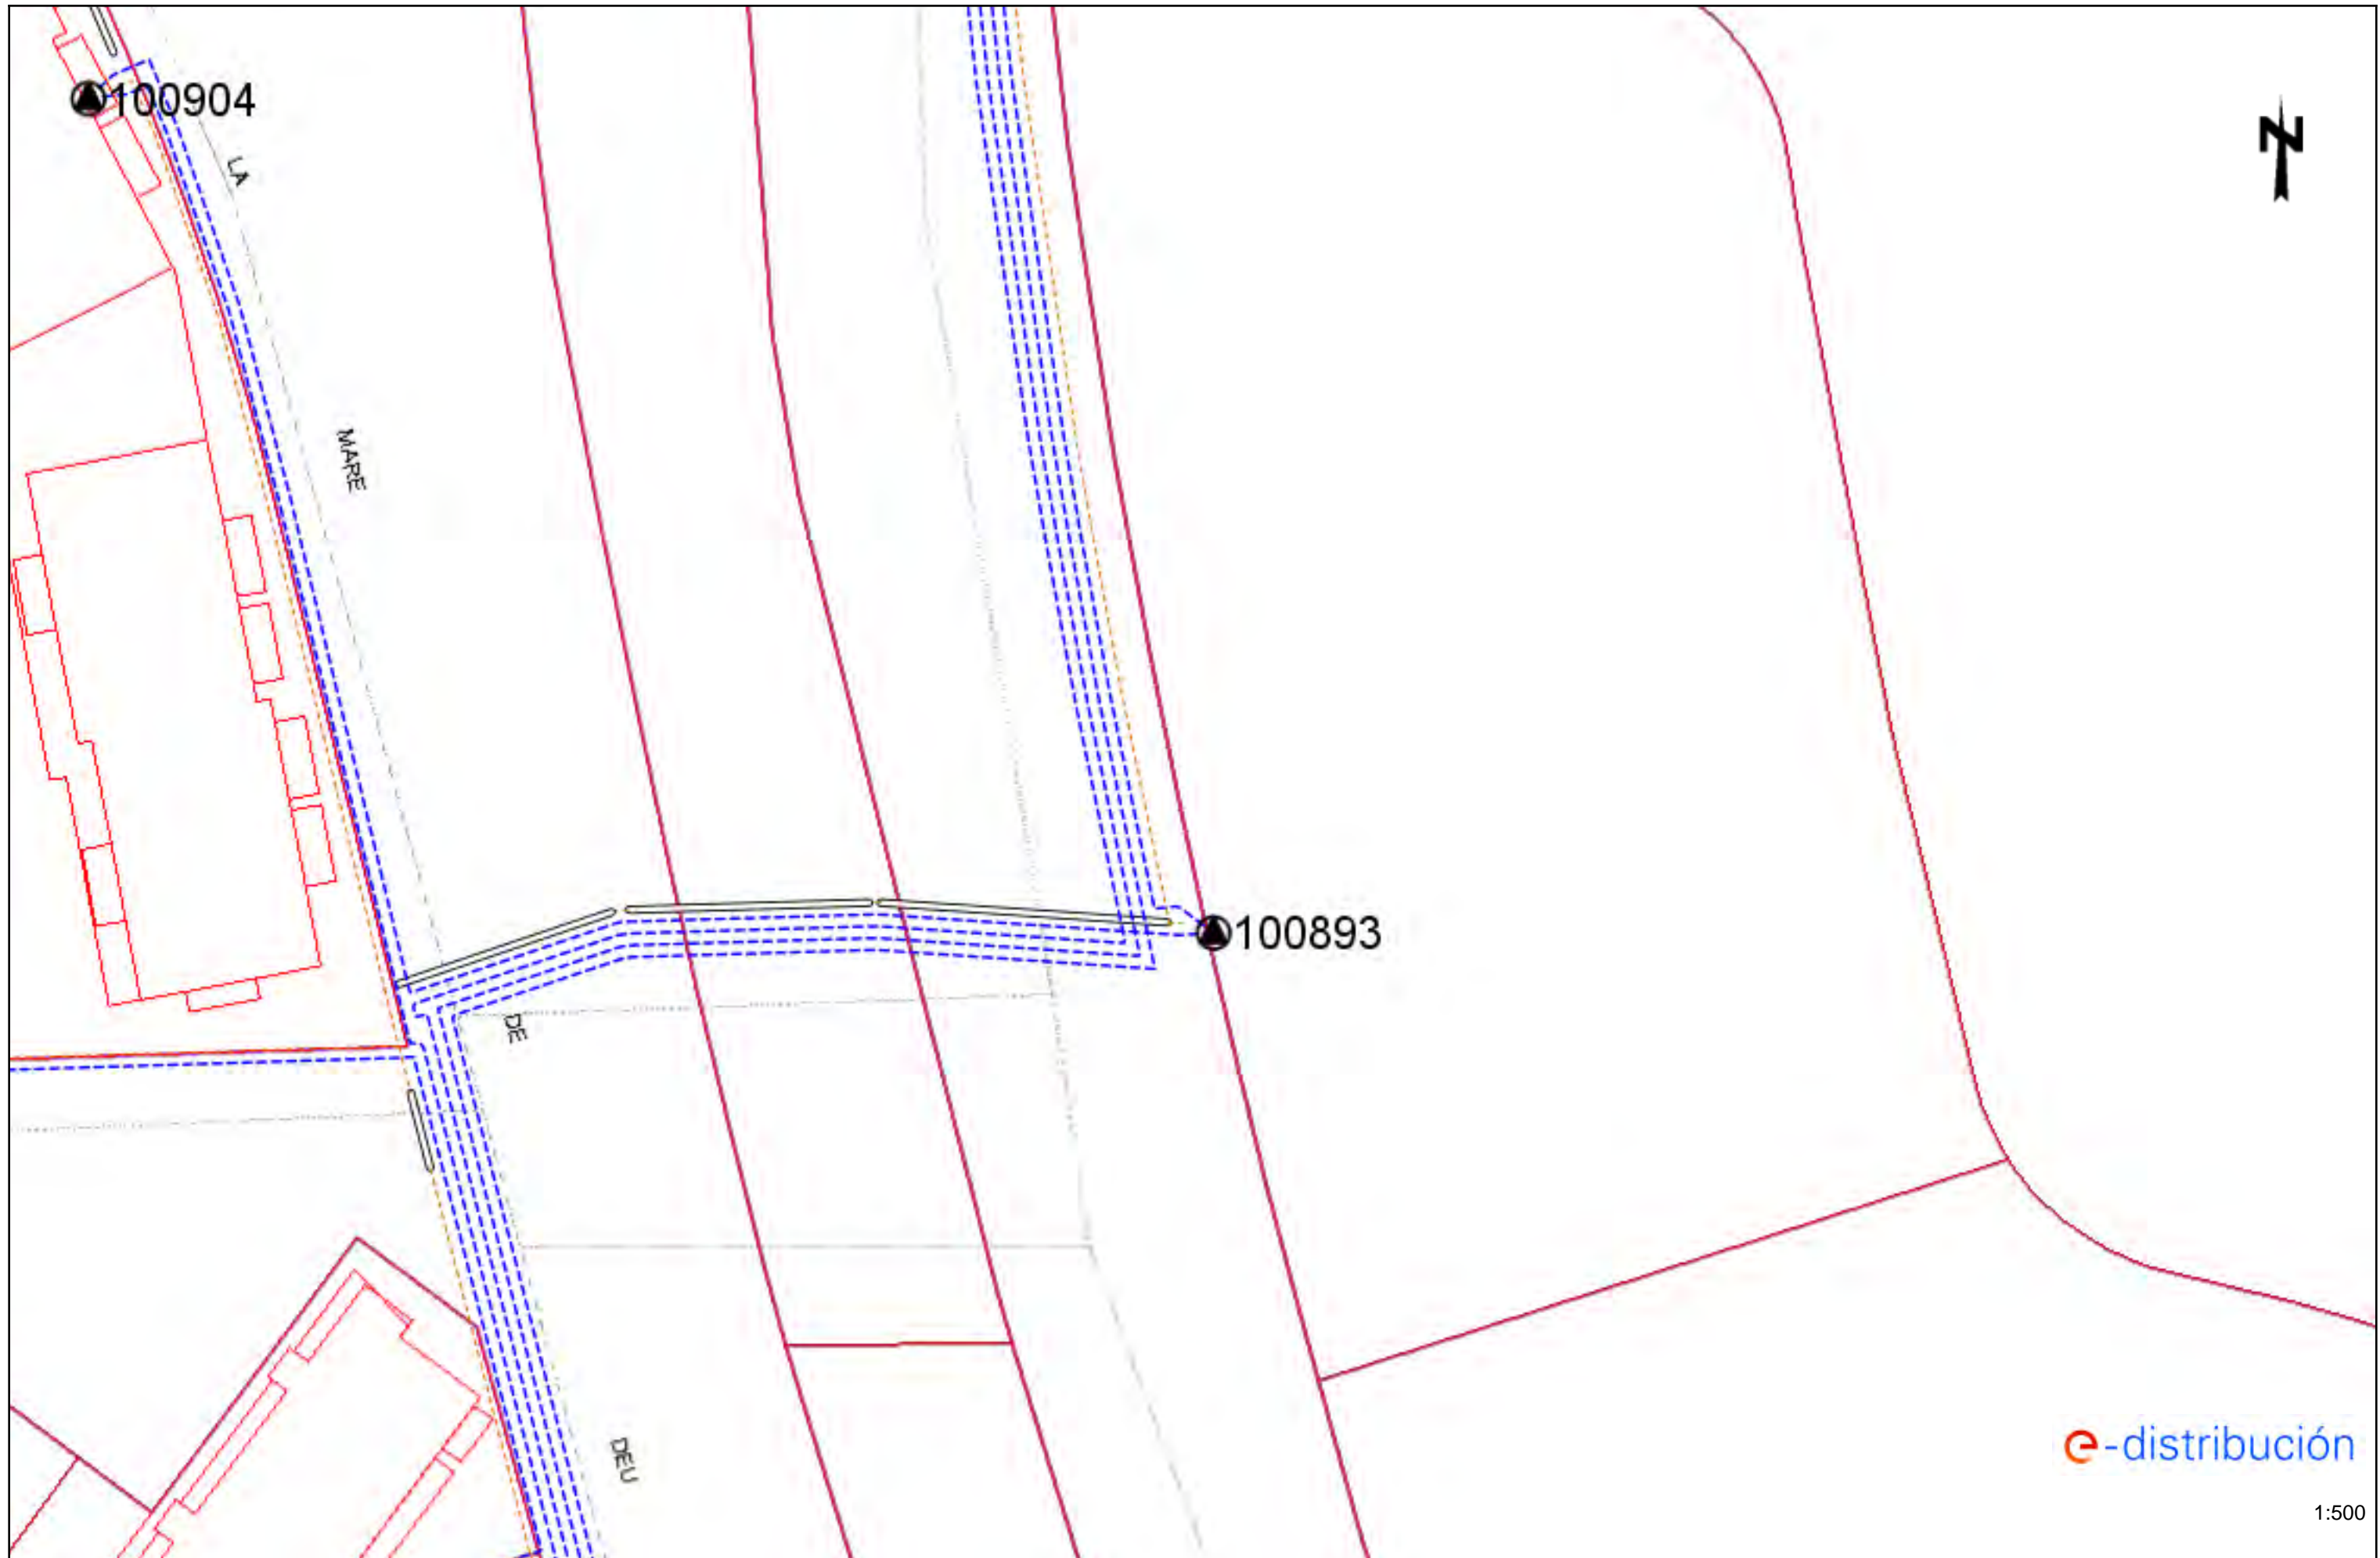 100904
LA
MARE
100893
DE
DEU
N
e-distribución
1:500